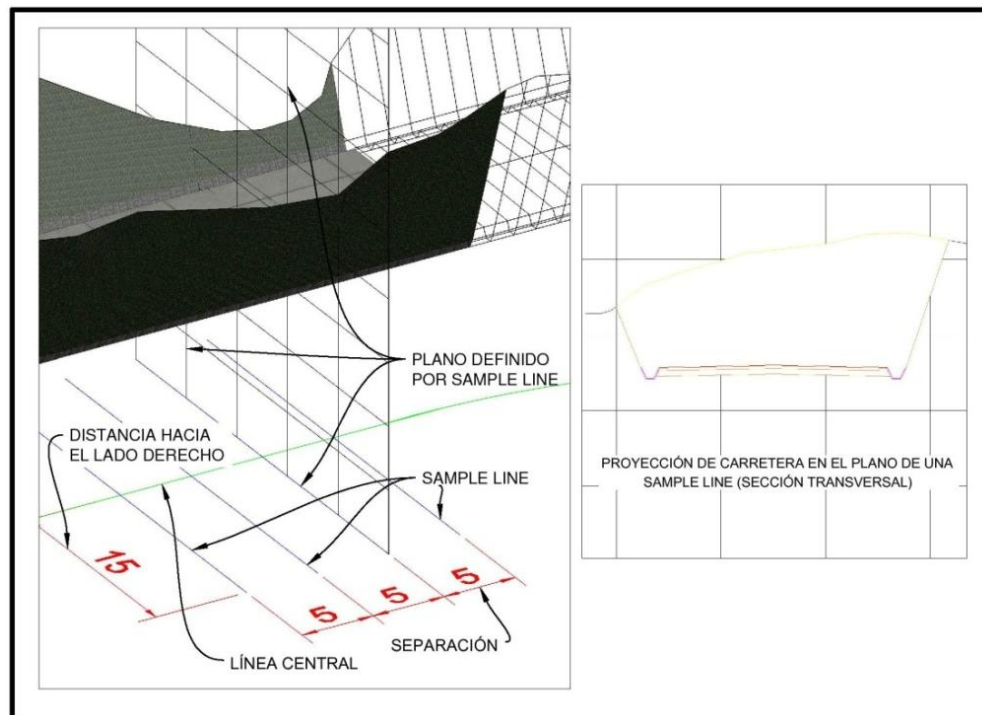 PLANO DEFINIDO
POR SAMPLE LINE
DISTANCIA HACIA
EL LADO DERECHO
SAMPLE LINE
15
5
5
5
SEPARACIÓN
LÍNEA CENTRAL
PROYECCIÓN DE CARRETERA EN EL PLANO DE UNA
SAMPLE LINE (SECCIÓN TRANSVERSAL)